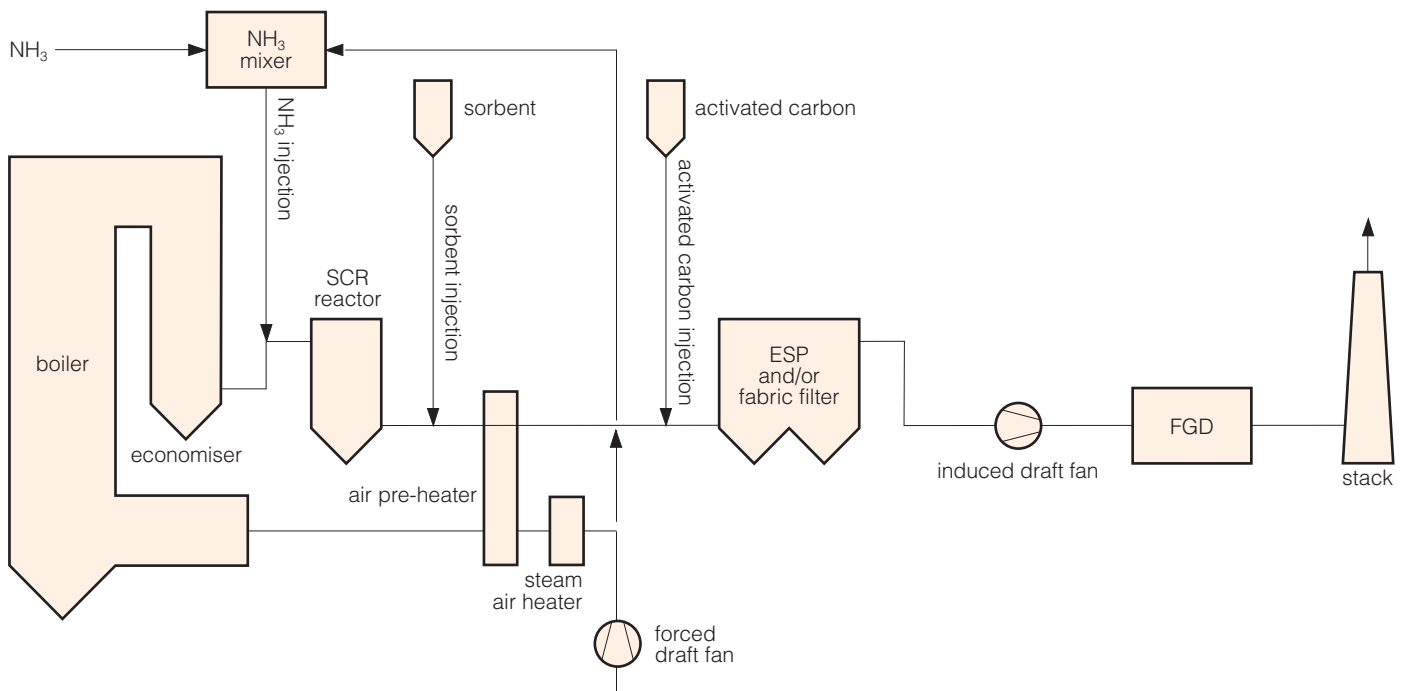 NH₃
NH₃
mixer
NH₃ injection
sorbent
activated carbon
sorbent injection
activated carbon injection
SCR
reactor
boiler
economiser
ESP
and/or
fabric filter
air pre-heater
steam
air heater
induced draft fan
FGD
stack
forced
draft fan